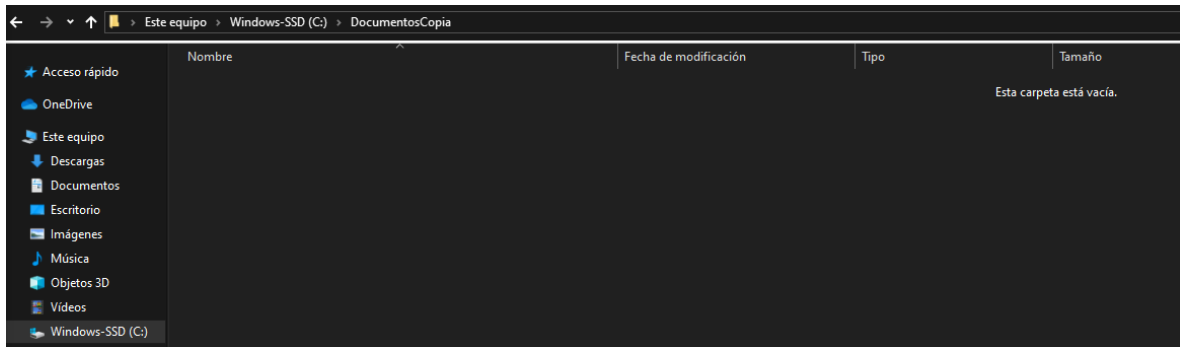 Este equipo > Windows-SSD (C:) > DocumentosCopia
Nombre Fecha de modificación Tipo Tamaño
Esta carpeta está vacía.
Acceso rápido
OneDrive
Este equipo
Descargas
Documentos
Escritorio
Imágenes
Música
Objetos 3D
Vídeos
Windows-SSD (C:)